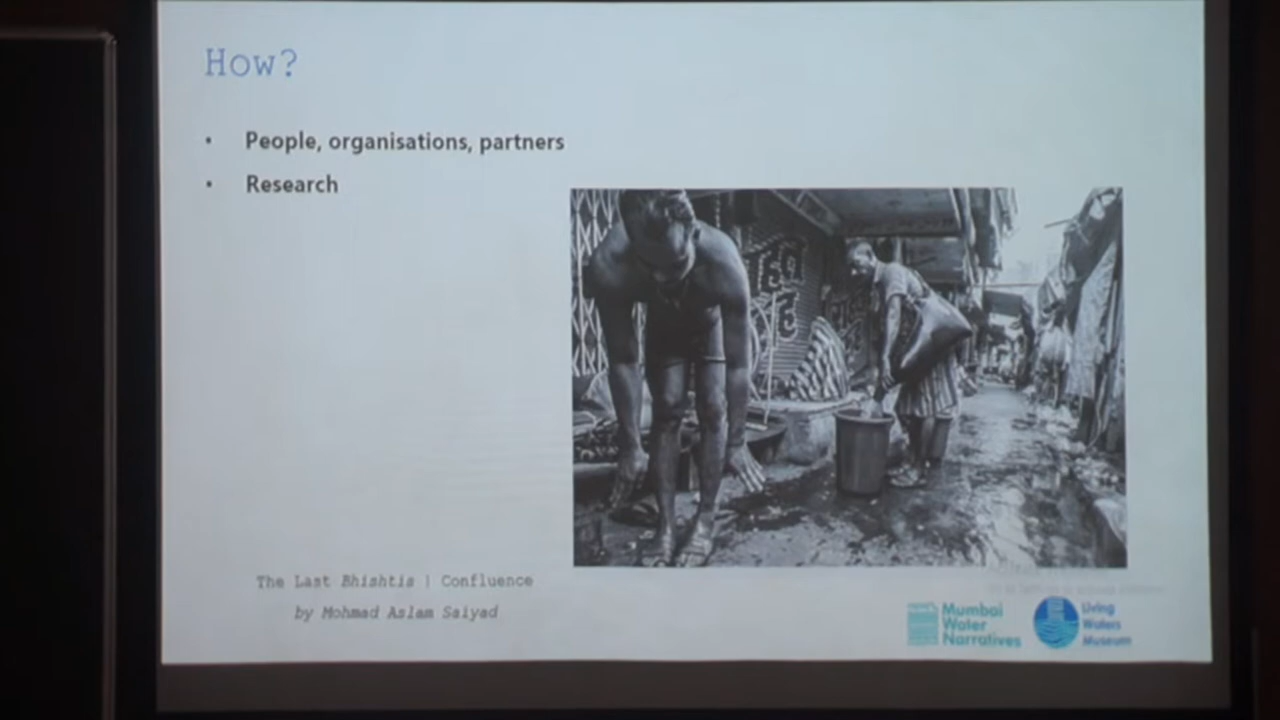 How?
• People, organisations, partners
• Research
The Last Bhishtis | Confluence
by Mohmad Aslam Saiyad
Mumbai
Water
Narratives
Living
Waters
Museum